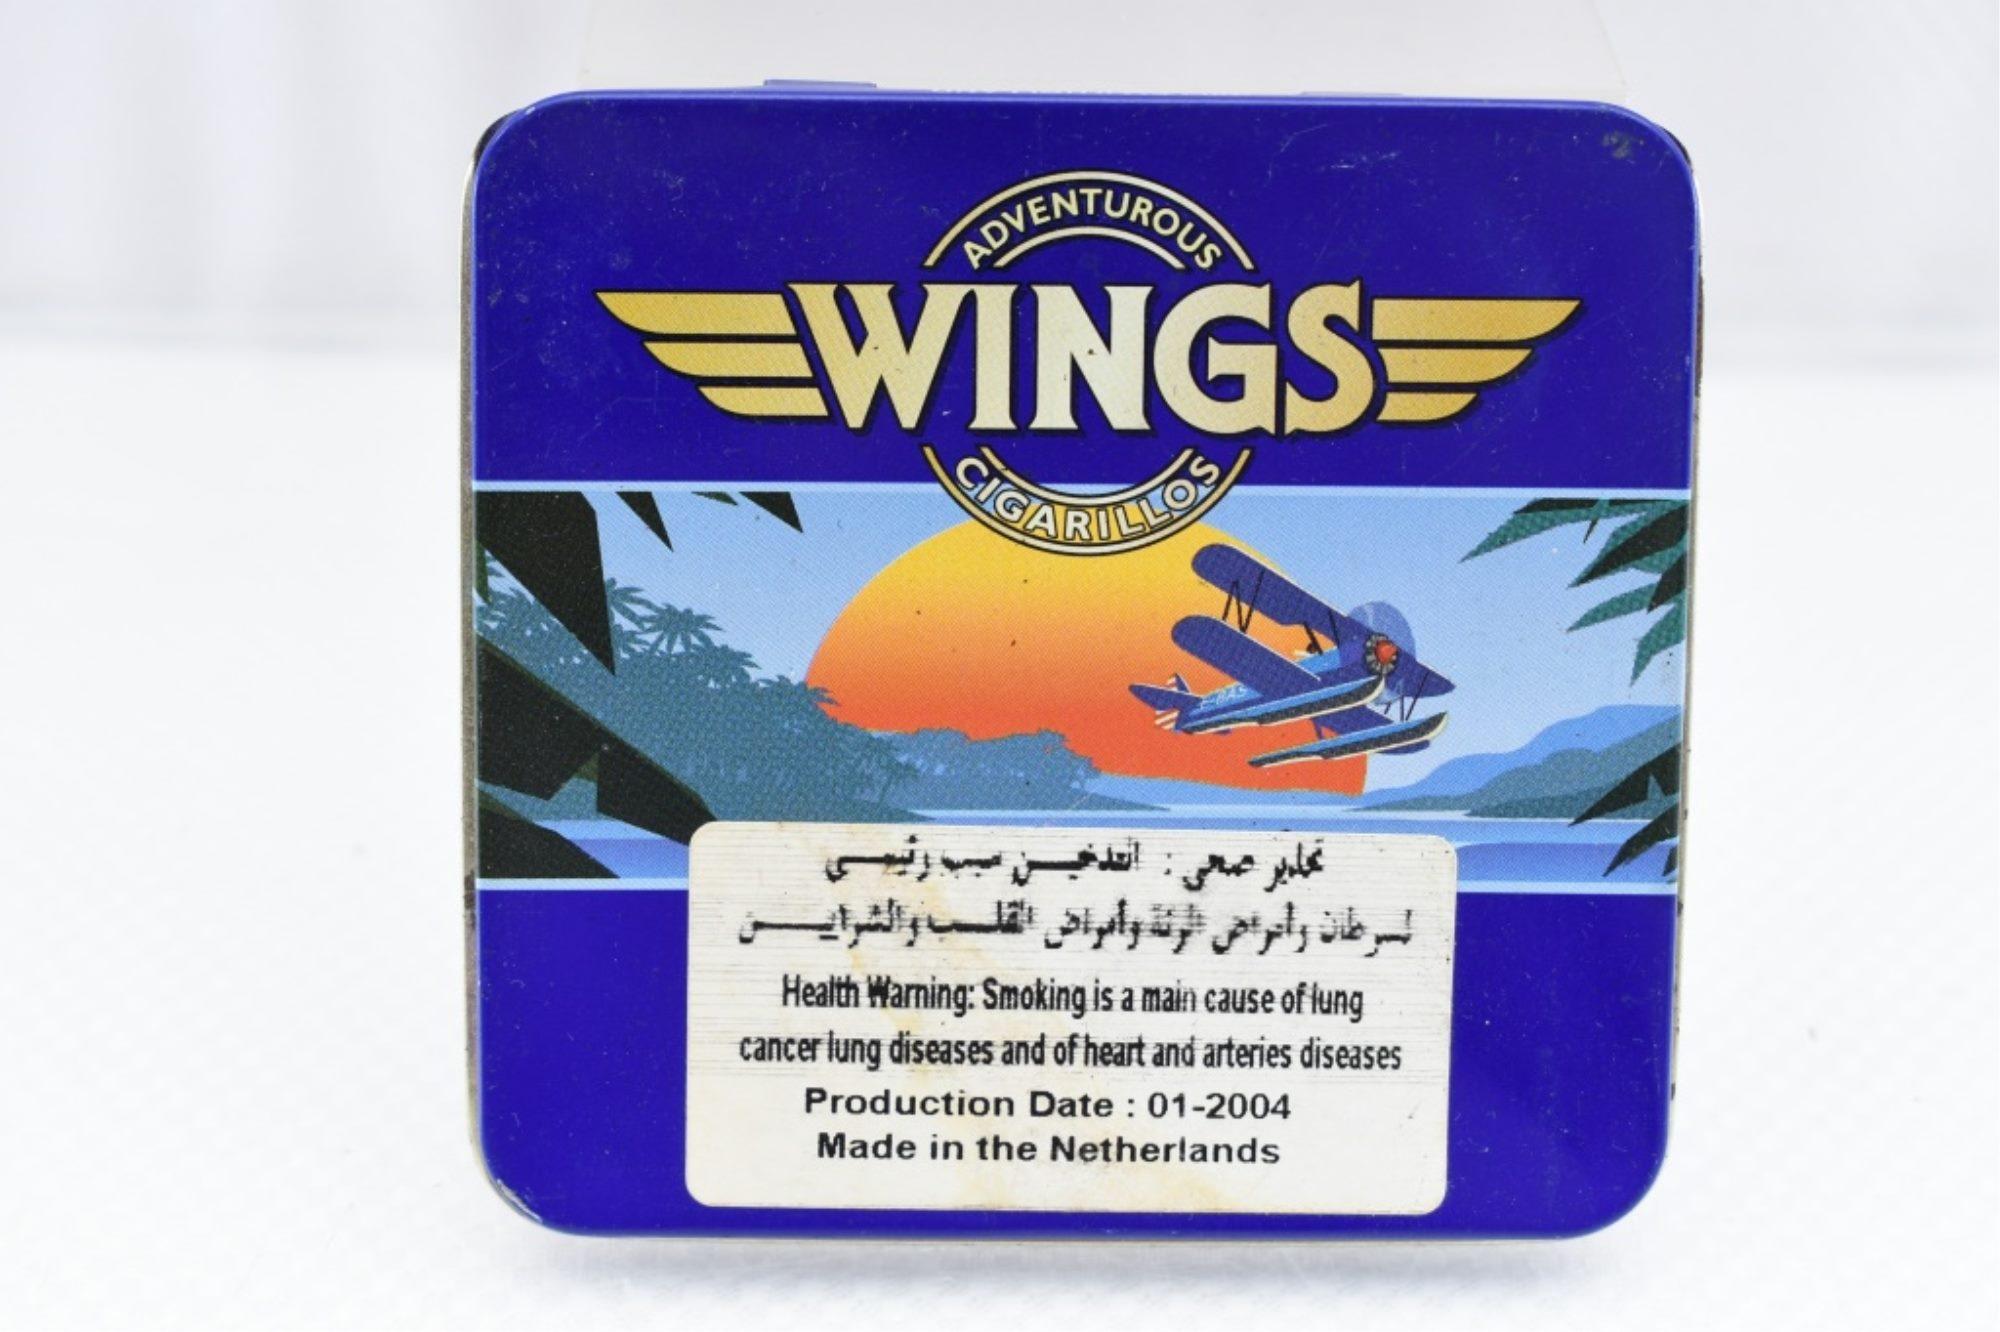 ADVENTUROUS
WINGS
CIGARILLOS
تحذير صحي : التدخين سبب رئيسي
لسرطان وأمراض الرئة وأمراض القلب والشرايين
Health Warning: Smoking is a main cause of lung
cancer lung diseases and of heart and arteries diseases
Production Date : 01-2004
Made in the Netherlands